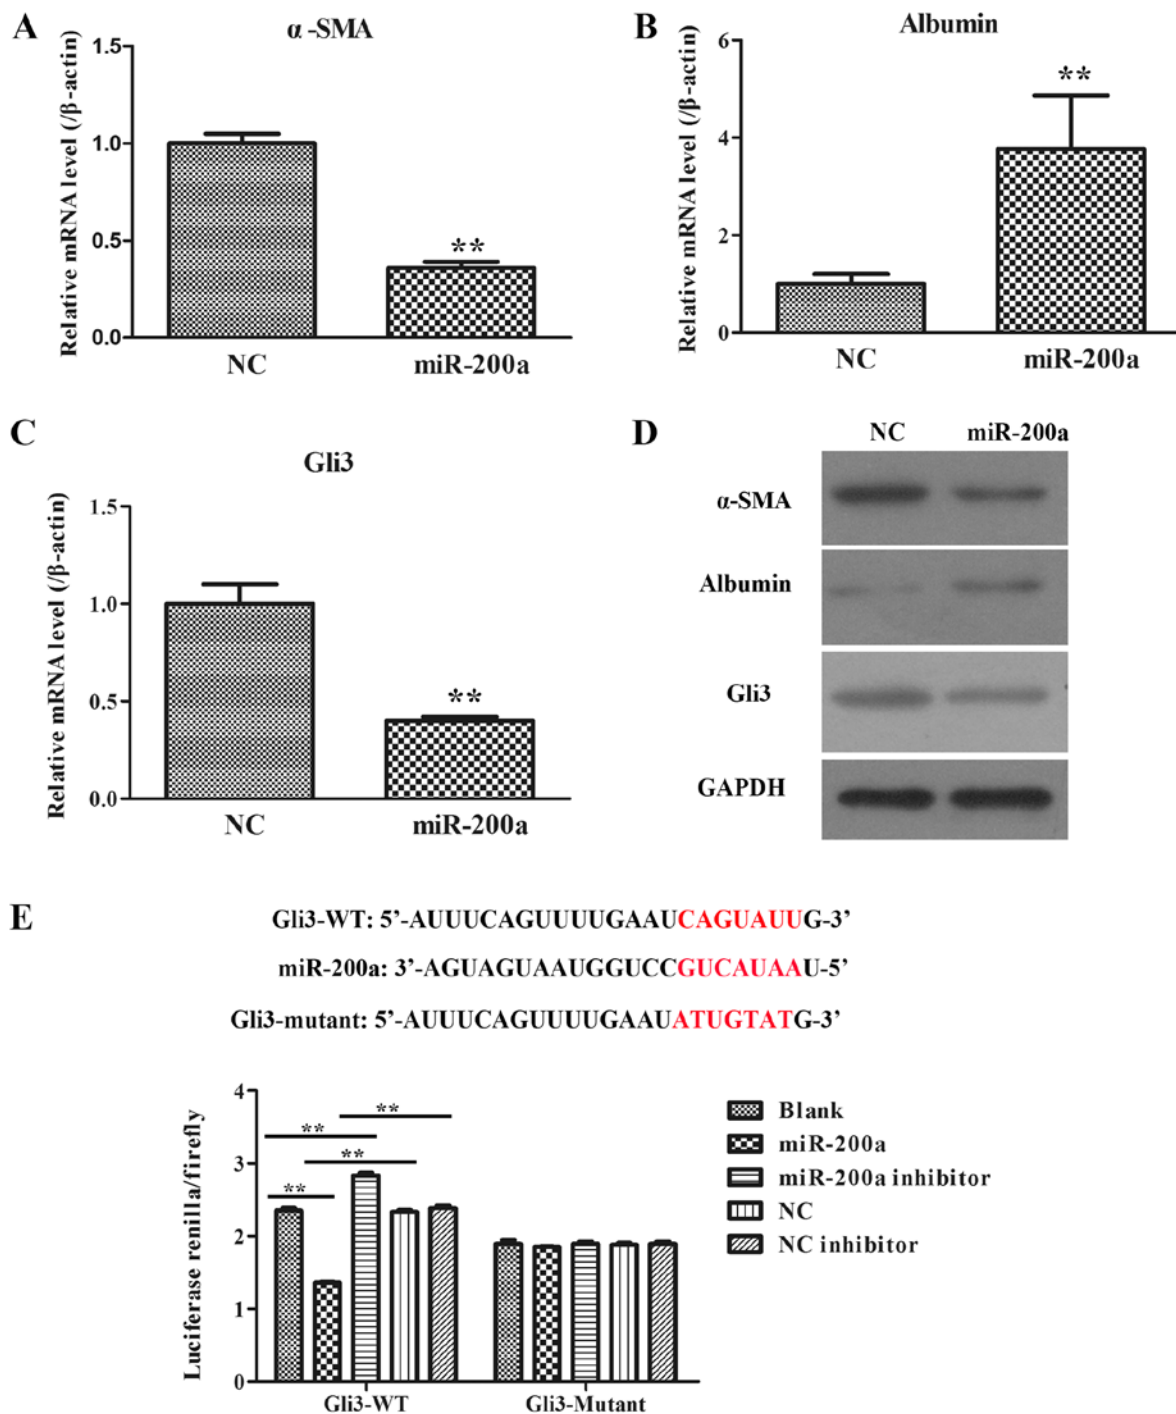 A
α -SMA
Relative mRNA level (/β-actin)
1.5
1.0
0.5
0.0
**
NC
miR-200a
B
Albumin
Relative mRNA level (/β-actin)
6
4
2
0
**
NC
miR-200a
C
Gli3
Relative mRNA level (/β-actin)
1.5
1.0
0.5
0.0
**
NC
miR-200a
D
NC miR-200a
α-SMA
Albumin
Gli3
GAPDH
E
Gli3-WT: 5’-AUUUCAGUUUUGAAUCAGUAUUG-3’
miR-200a: 3’-AGUAGUAAUGGUCCGUCAUAAU-5’
Gli3-mutant: 5’-AUUUCAGUUUUGAAUATUGTATG-3’
Luciferase renilla/firefly
4
3
2
1
0
**
**
**
**
Gli3-WT
Gli3-Mutant
Blank
miR-200a
miR-200a inhibitor
NC
NC inhibitor